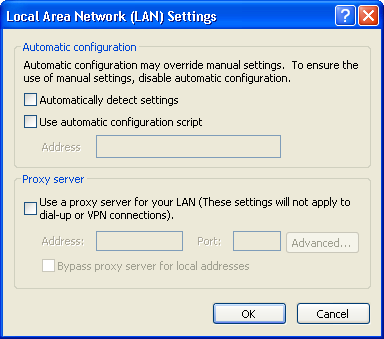 Local Area Network (LAN) Settings
Automatic configuration
Automatic configuration may override manual settings. To ensure the
use of manual settings, disable automatic configuration.
Automatically detect settings
Use automatic configuration script
Address
Proxy server
Use a proxy server for your LAN (These settings will not apply to
dial-up or VPN connections).
Address: Port: Advanced...
Bypass proxy server for local addresses
OK Cancel